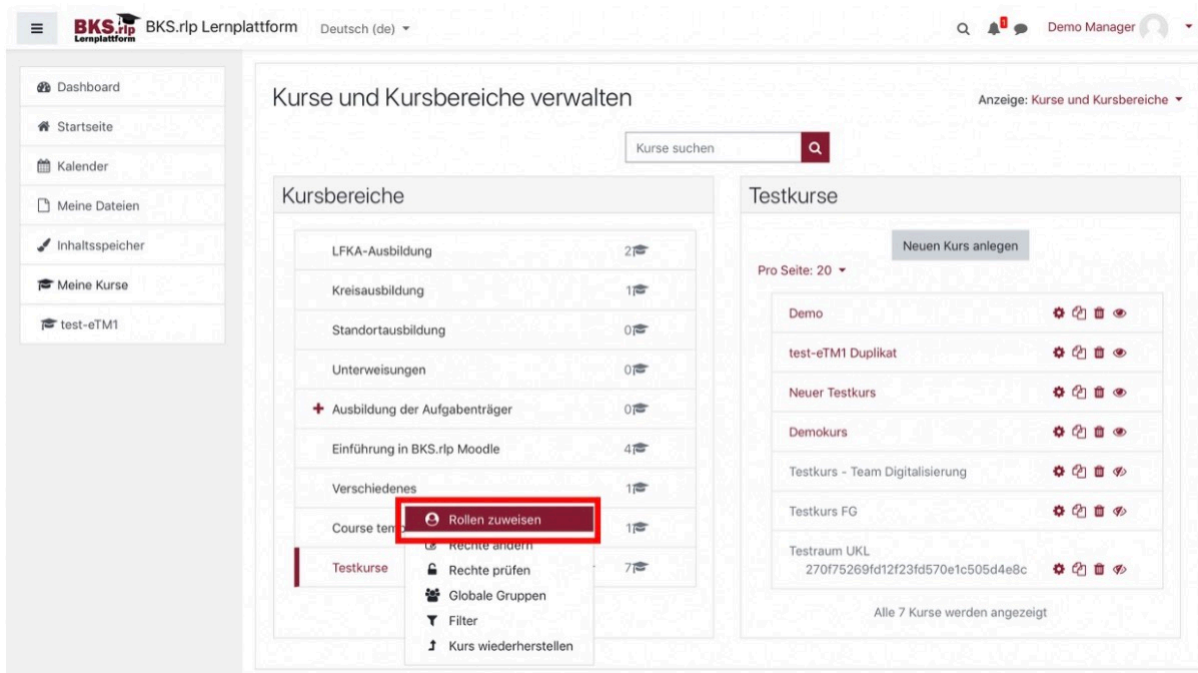 BKS.rlp Lernplattform BKS.rlp Lernplattform Deutsch (de) 1 Demo Manager
Dashboard
Startseite
Kalender
Meine Dateien
Inhaltsspeicher
Meine Kurse
test-eTM1
Kurse und Kursbereiche verwalten
Anzeige: Kurse und Kursbereiche
Kurse suchen
Kursbereiche
LFKA-Ausbildung 2
Kreisausbildung 1
Standortausbildung 0
Unterweisungen 0
Ausbildung der Aufgabenträger 0
Einführung in BKS.rlp Moodle 4
Verschiedenes 1
Course 1
Testkurse 7
Rollen zuweisen
Rechte ändern
Rechte prüfen
Globale Gruppen
Filter
Kurs wiederherstellen
Testkurse
Neuen Kurs anlegen
Pro Seite: 20
Demo
test-eTM1 Duplikat
Neuer Testkurs
Demokurs
Testkurs - Team Digitalisierung
Testkurs FG
Testraum UKL
270f75269fd12f23fd570e1c505d4e8c
Alle 7 Kurse werden angezeigt